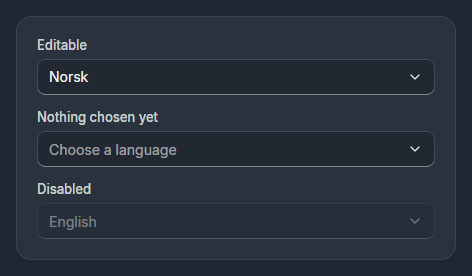 Editable
Norsk
Nothing chosen yet
Choose a language
Disabled
English